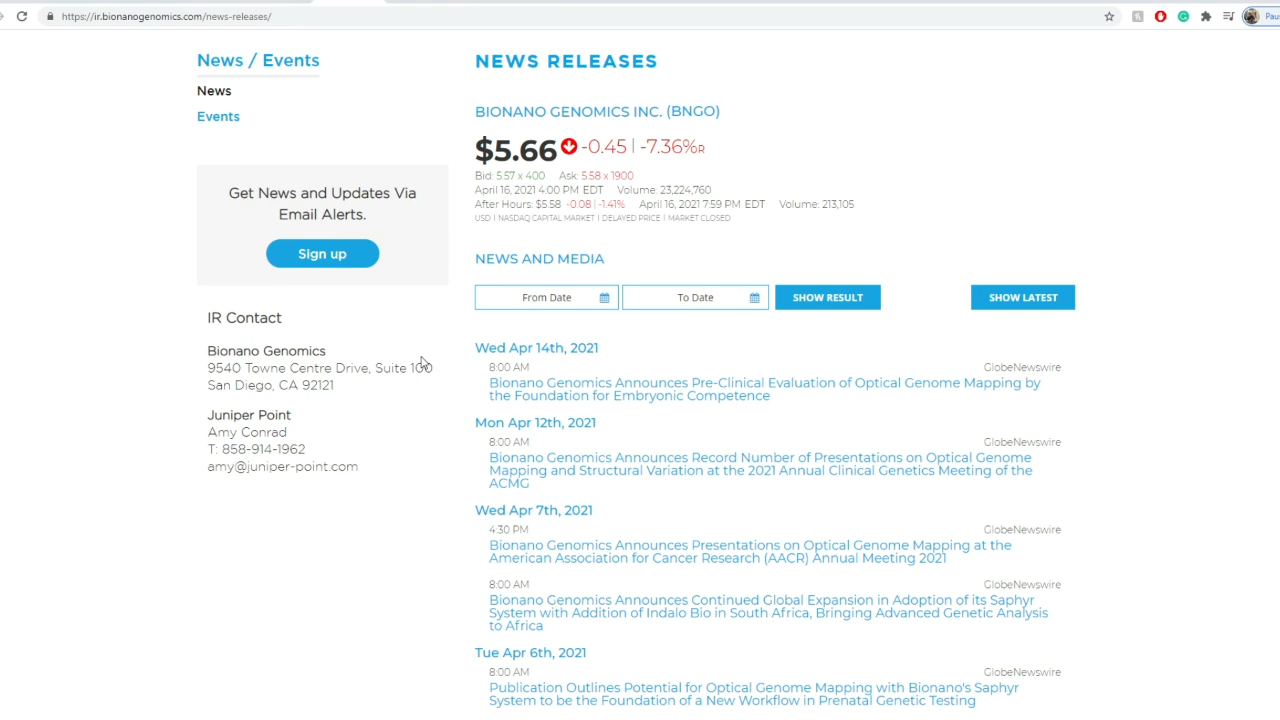 https://ir.bionanogenomics.com/news-releases/
Paus
News / Events
News
Events
Get News and Updates Via
Email Alerts.
Sign up
IR Contact
Bionano Genomics
9540 Towne Centre Drive, Suite 100
San Diego, CA 92121
Juniper Point
Amy Conrad
T: 858-914-1962
amy@juniper-point.com
NEWS RELEASES
BIONANO GENOMICS INC. (BNGO)
$5.66 -0.45 | -7.36%R
Bid: 5.57 x 400 Ask: 5.58 x 1900
April 16, 2021 4:00 PM EDT Volume: 23,224,760
After Hours: $5.58 -0.08 | -1.41% April 16, 2021 7:59 PM EDT Volume: 213,105
USD | NASDAQ CAPITAL MARKET | DELAYED PRICE | MARKET CLOSED
NEWS AND MEDIA
From Date To Date SHOW RESULT SHOW LATEST
Wed Apr 14th, 2021
8:00 AM GlobeNewswire
Bionano Genomics Announces Pre-Clinical Evaluation of Optical Genome Mapping by
the Foundation for Embryonic Competence
Mon Apr 12th, 2021
8:00 AM GlobeNewswire
Bionano Genomics Announces Record Number of Presentations on Optical Genome
Mapping and Structural Variation at the 2021 Annual Clinical Genetics Meeting of the
ACMG
Wed Apr 7th, 2021
4:30 PM GlobeNewswire
Bionano Genomics Announces Presentations on Optical Genome Mapping at the
American Association for Cancer Research (AACR) Annual Meeting 2021
8:00 AM GlobeNewswire
Bionano Genomics Announces Continued Global Expansion in Adoption of its Saphyr
System with Addition of Indalo Bio in South Africa, Bringing Advanced Genetic Analysis
to Africa
Tue Apr 6th, 2021
8:00 AM GlobeNewswire
Publication Outlines Potential for Optical Genome Mapping with Bionano's Saphyr
System to be the Foundation of a New Workflow in Prenatal Genetic Testing